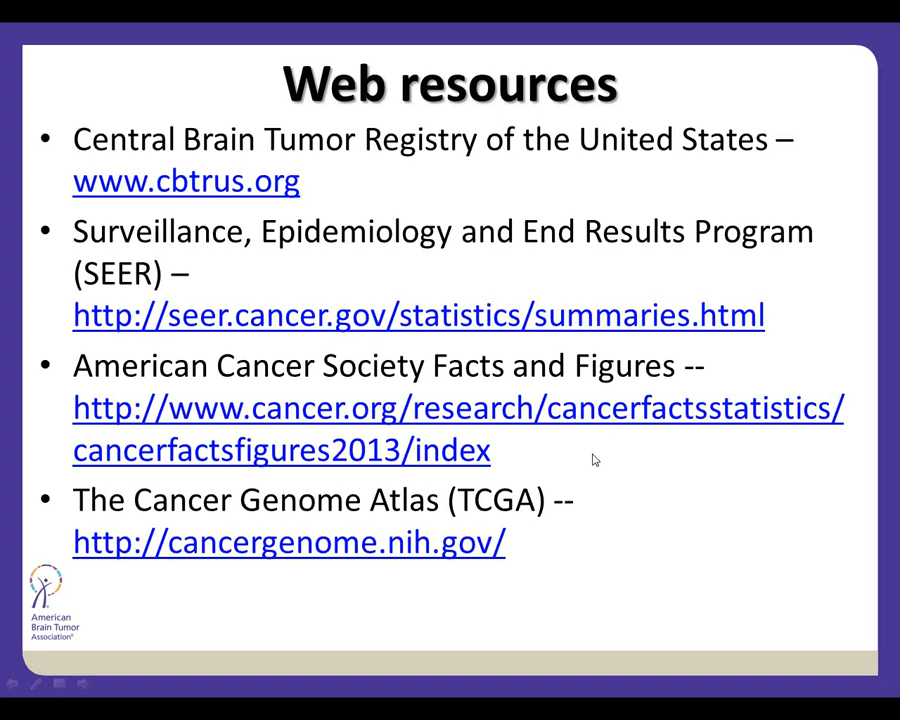 Web resources
• Central Brain Tumor Registry of the United States –
www.cbtrus.org
• Surveillance, Epidemiology and End Results Program
(SEER) –
http://seer.cancer.gov/statistics/summaries.html
• American Cancer Society Facts and Figures --
http://www.cancer.org/research/cancerfactsstatistics/
cancerfactsfigures2013/index
• The Cancer Genome Atlas (TCGA) --
http://cancergenome.nih.gov/
American
Brain Tumor
Association®